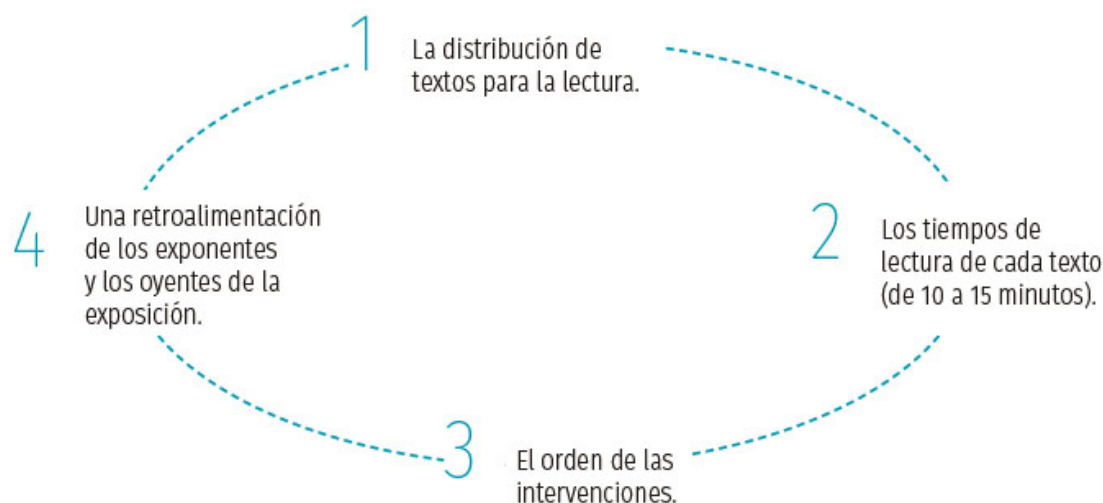 1
La distribución de
textos para la lectura.
2
Los tiempos de
lectura de cada texto
(de 10 a 15 minutos).
3
El orden de las
intervenciones.
4
Una retroalimentación
de los exponentes
y los oyentes de la
exposición.